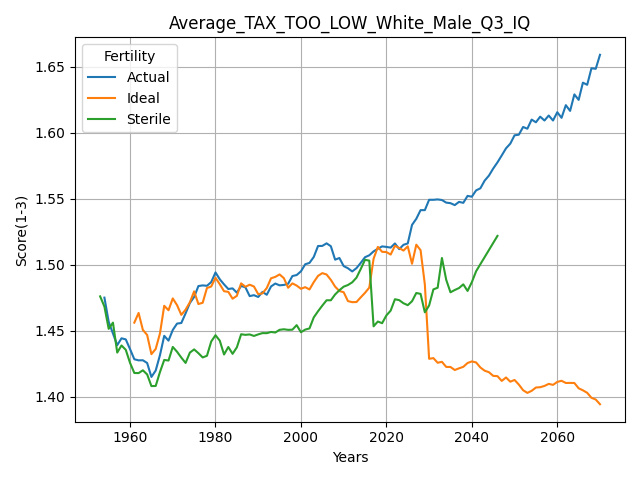 Average_TAX_TOO_LOW_White_Male_Q3_IQ
Fertility
Actual
Ideal
Sterile
Score(1-3)
1.65
1.60
1.55
1.50
1.45
1.40
1960 1980 2000 2020 2040 2060
Years